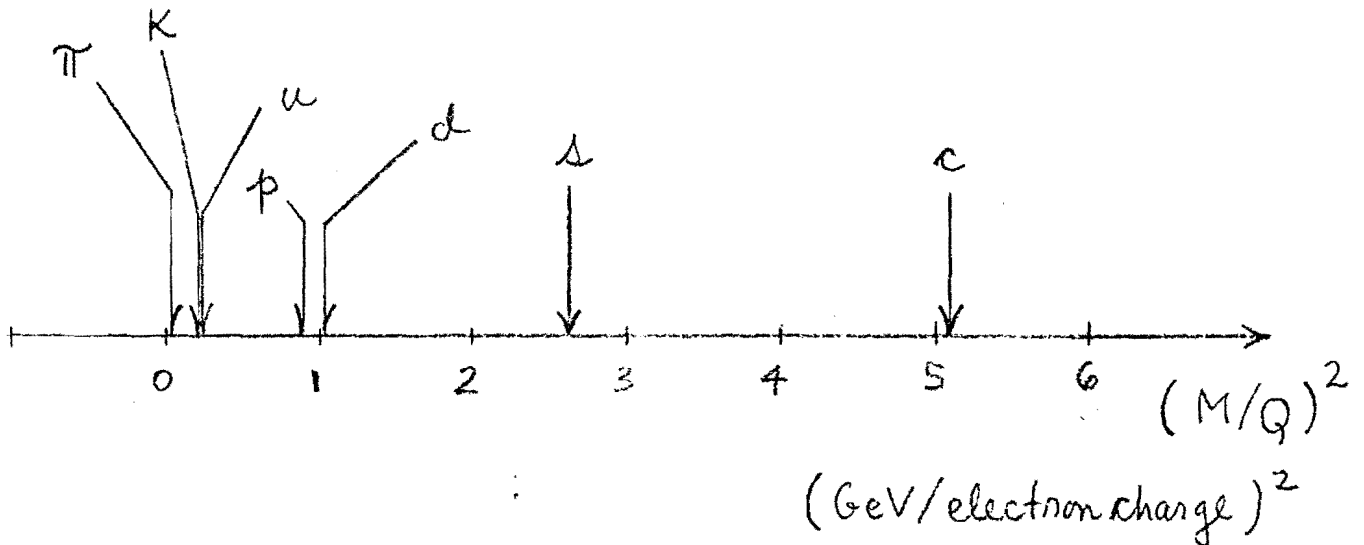 K
π
u
d
p
s
c
0 1 2 3 4 5 6
(M/Q)²
(GeV/electron charge)²